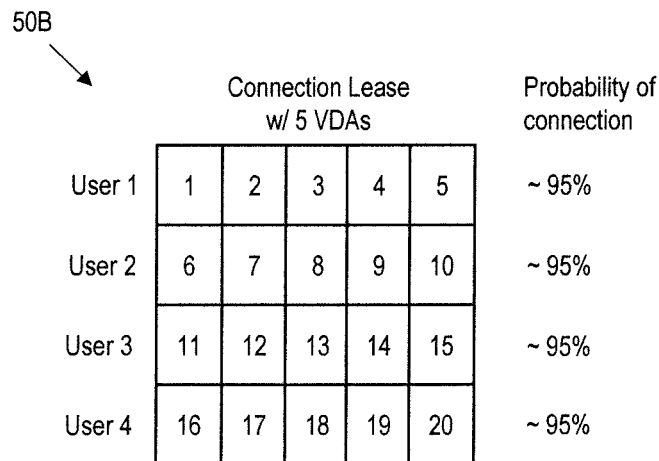 50B
Connection Lease
w/ 5 VDAs
Probability of
connection
User 1 1 2 3 4 5 ~ 95%
User 2 6 7 8 9 10 ~ 95%
User 3 11 12 13 14 15 ~ 95%
User 4 16 17 18 19 20 ~ 95%